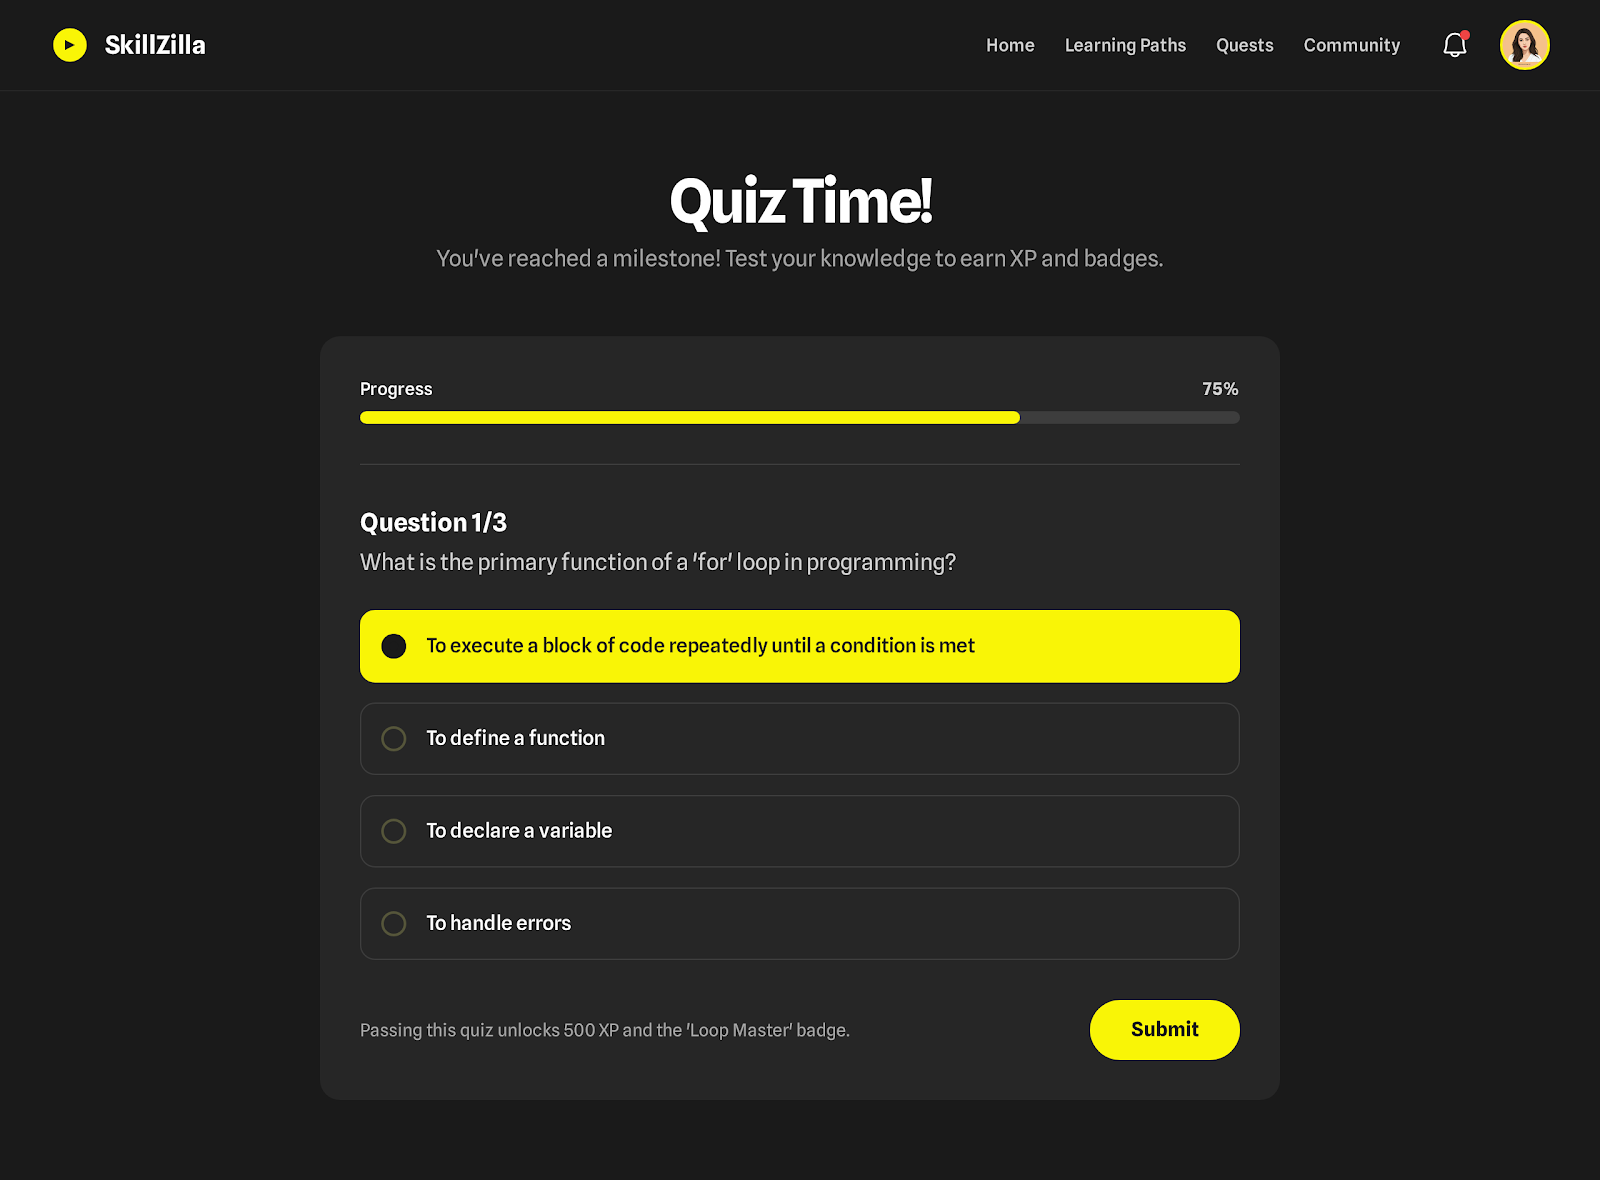 SkillZilla
Home
Learning Paths
Quests
Community
Quiz Time!
You've reached a milestone! Test your knowledge to earn XP and badges.
Progress
75%
Question 1/3
What is the primary function of a 'for' loop in programming?
To execute a block of code repeatedly until a condition is met
To define a function
To declare a variable
To handle errors
Passing this quiz unlocks 500 XP and the 'Loop Master' badge.
Submit